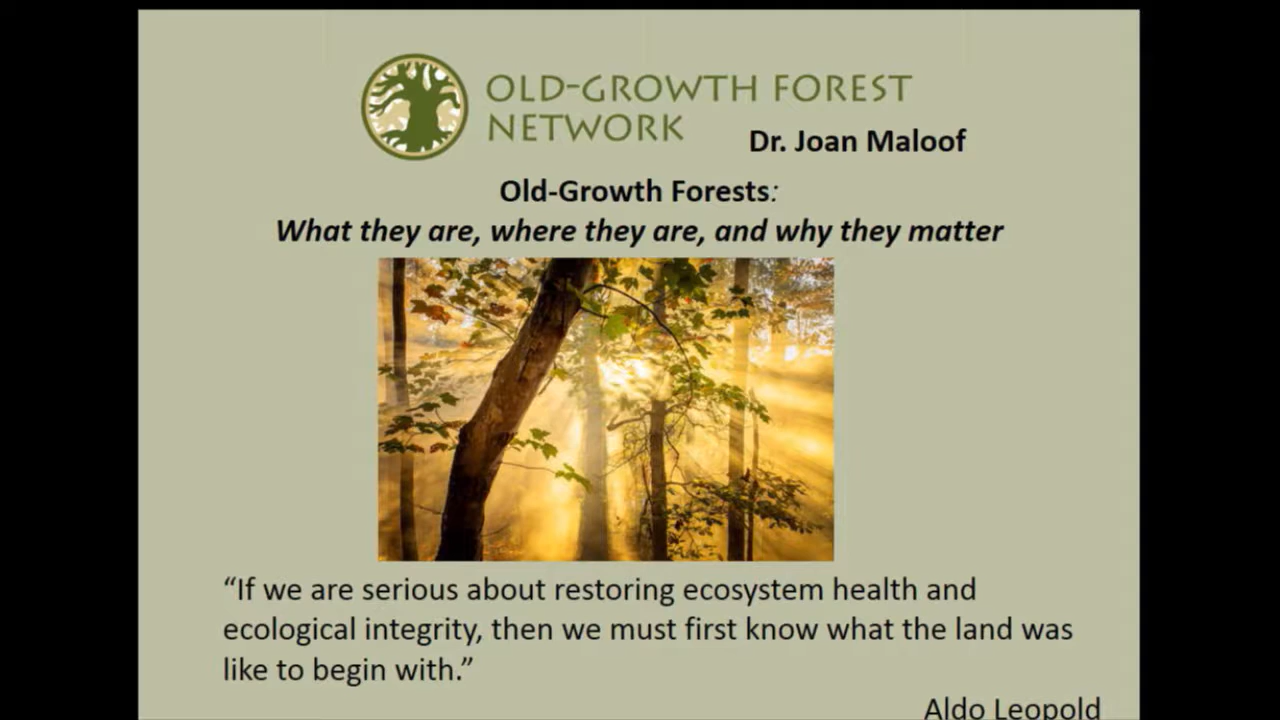 OLD-GROWTH FOREST
NETWORK
Dr. Joan Maloof
Old-Growth Forests:
What they are, where they are, and why they matter
“If we are serious about restoring ecosystem health and
ecological integrity, then we must first know what the land was
like to begin with.”
Aldo Leopold